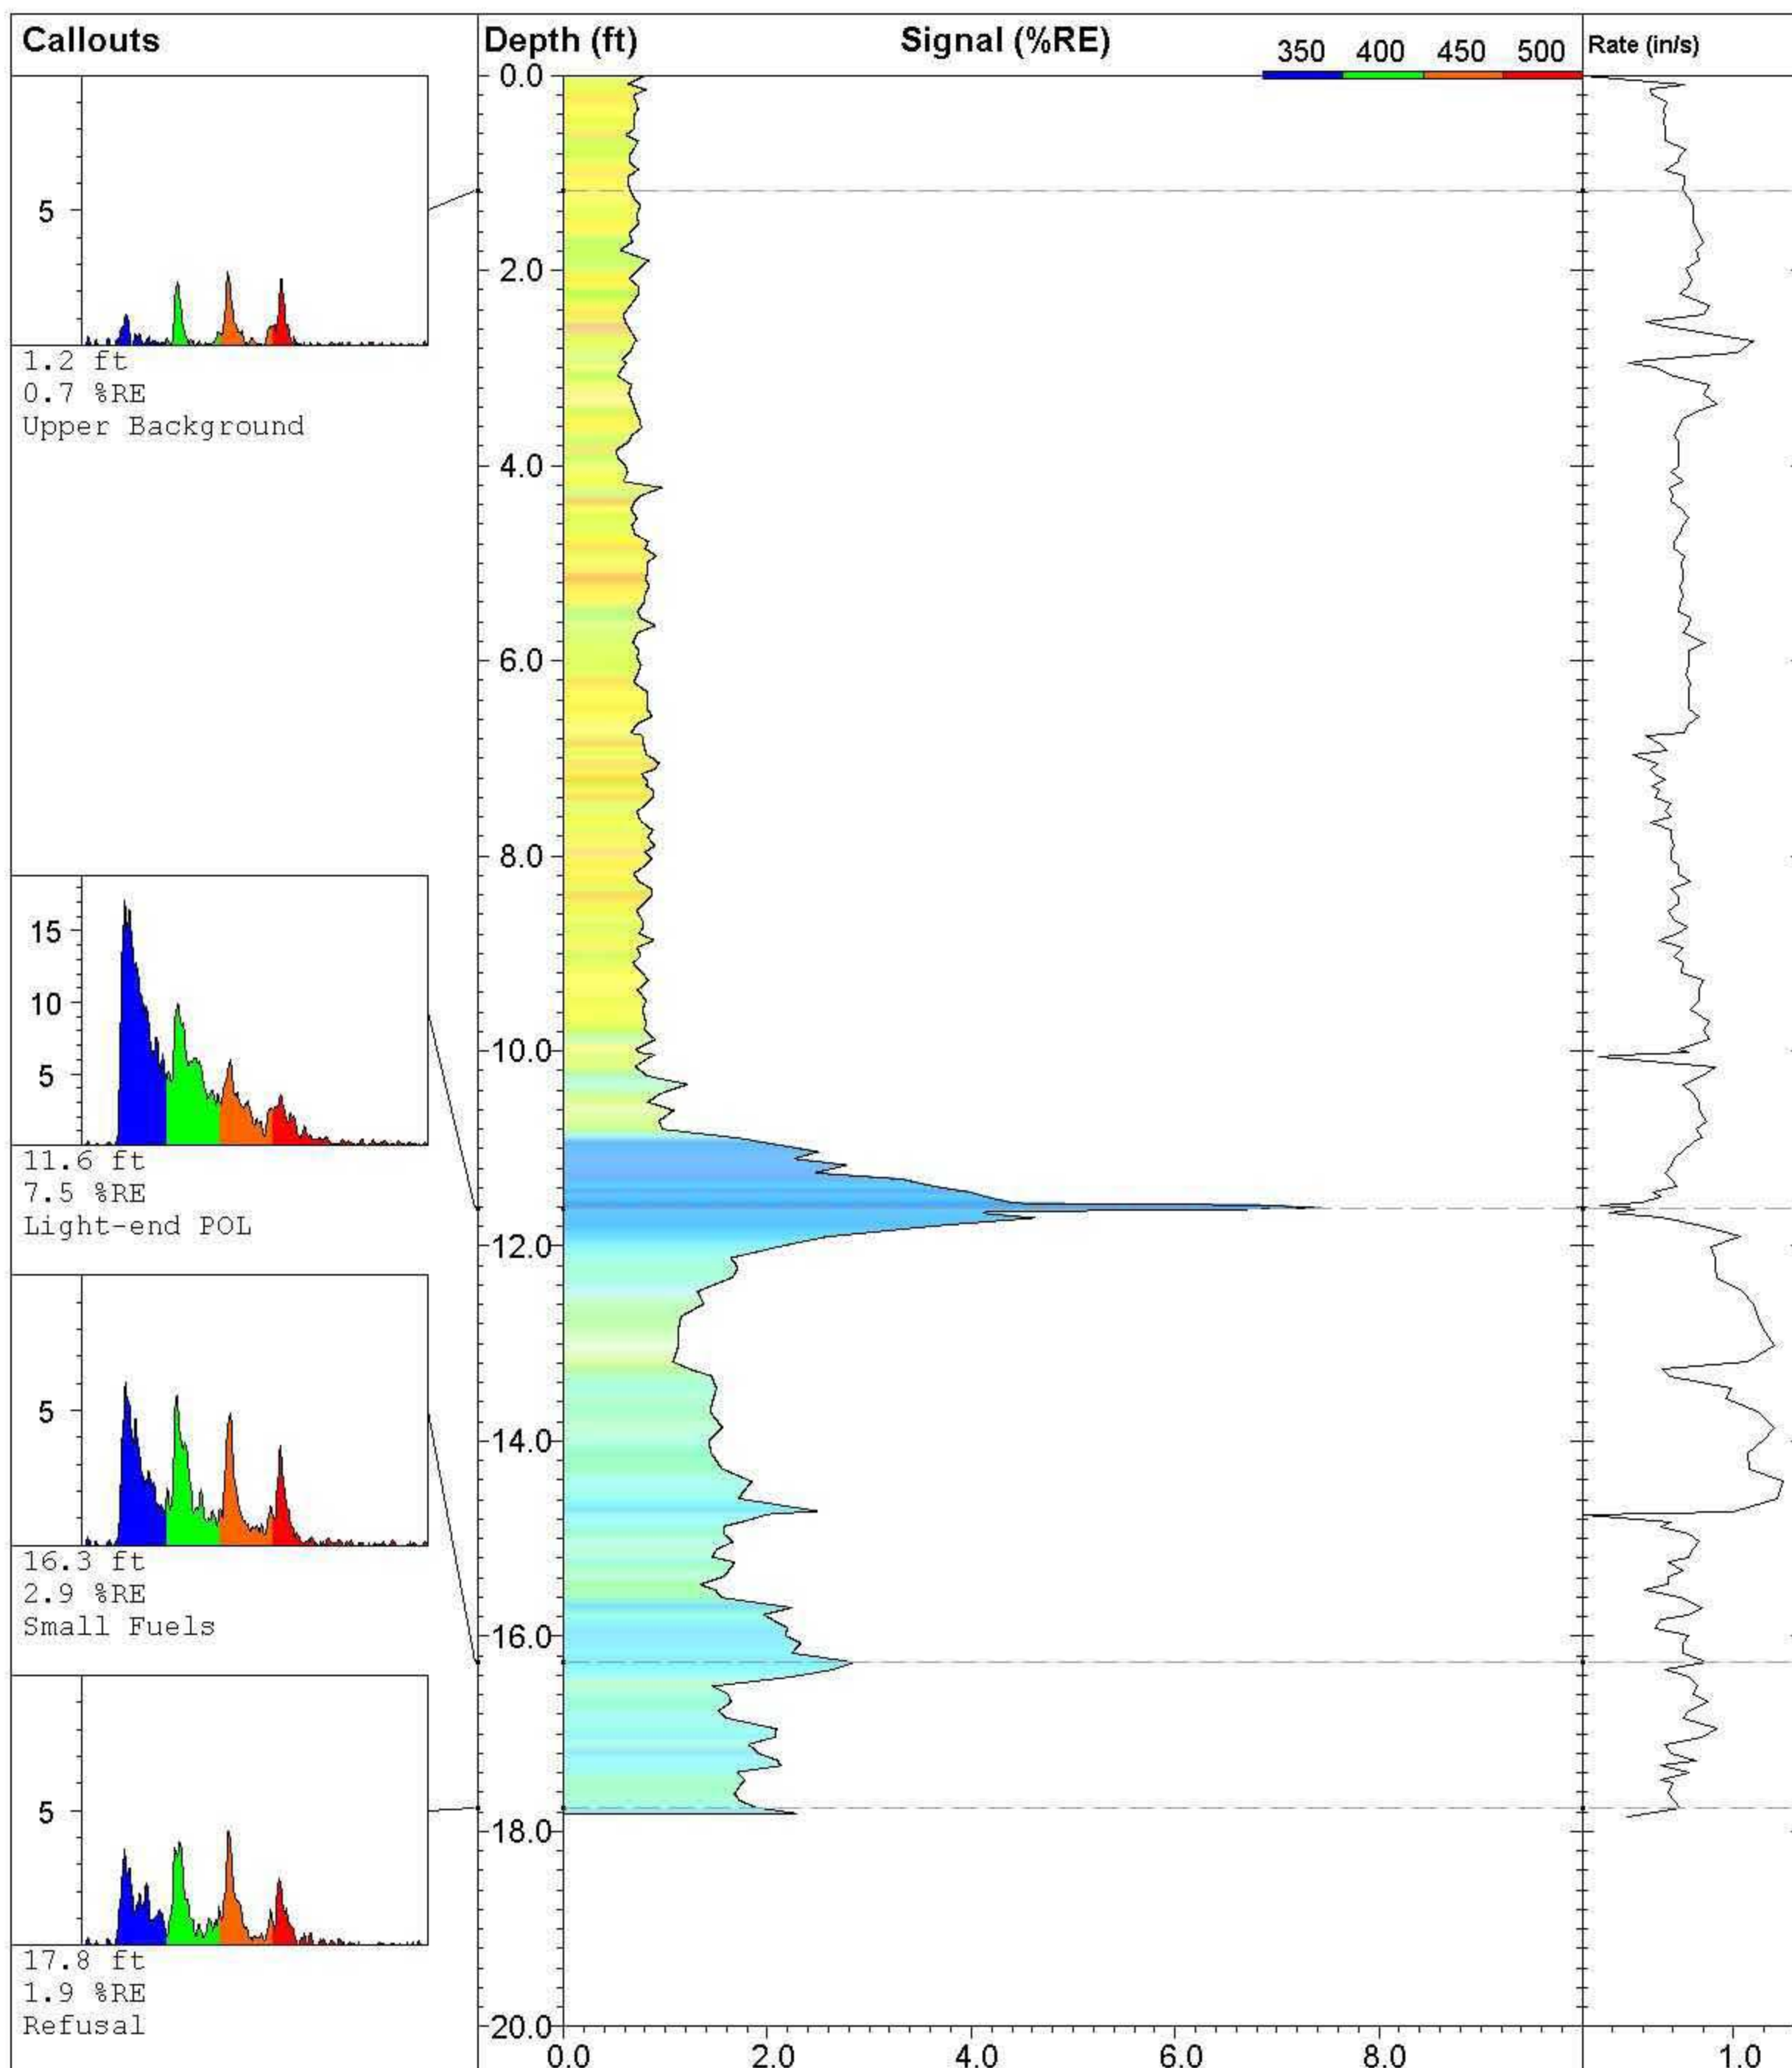 Callouts
Depth (ft)
Signal (%RE)
350 400 450 500
Rate (in/s)
5
1.2 ft
0.7 %RE
Upper Background
15
10
5
11.6 ft
7.5 %RE
Light-end POL
5
16.3 ft
2.9 %RE
Small Fuels
5
17.8 ft
1.9 %RE
Refusal
0.0
2.0
4.0
6.0
8.0
10.0
12.0
14.0
16.0
18.0
20.0
0.0 2.0 4.0 6.0 8.0
1.0